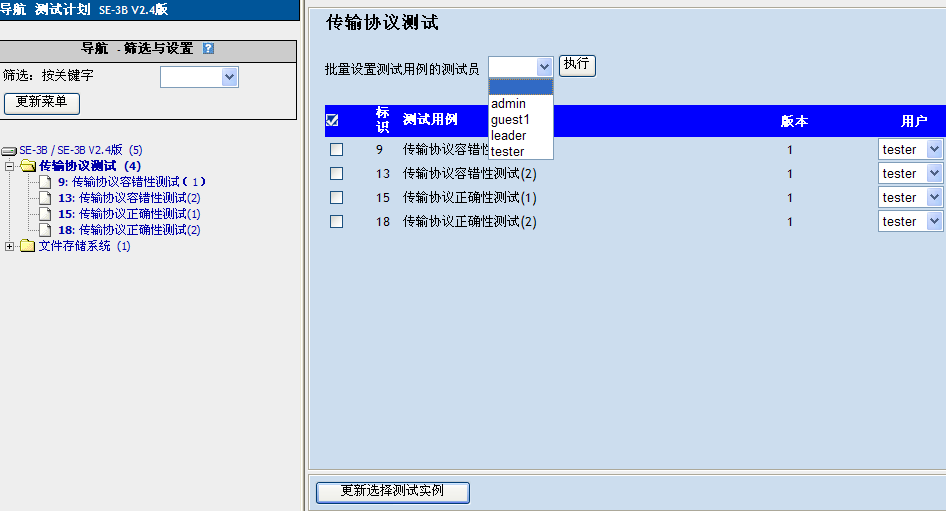 导航 测试计划 SE-3B V2.4版
导航 - 筛选与设置 ?
筛选：按关键字
更新菜单
SE-3B / SE-3B V2.4版 (5)
传输协议测试 (4)
9: 传输协议容错性测试（1）
13: 传输协议容错性测试(2)
15: 传输协议正确性测试(1)
18: 传输协议正确性测试(2)
文件存储系统 (1)
传输协议测试
批量设置测试用例的测试员 执行
admin
guest1
leader
tester
标识 测试用例 版本 用户
9 传输协议容错 1 tester
13 传输协议容错性测试(2) 1 tester
15 传输协议正确性测试(1) 1 tester
18 传输协议正确性测试(2) 1 tester
更新选择测试实例